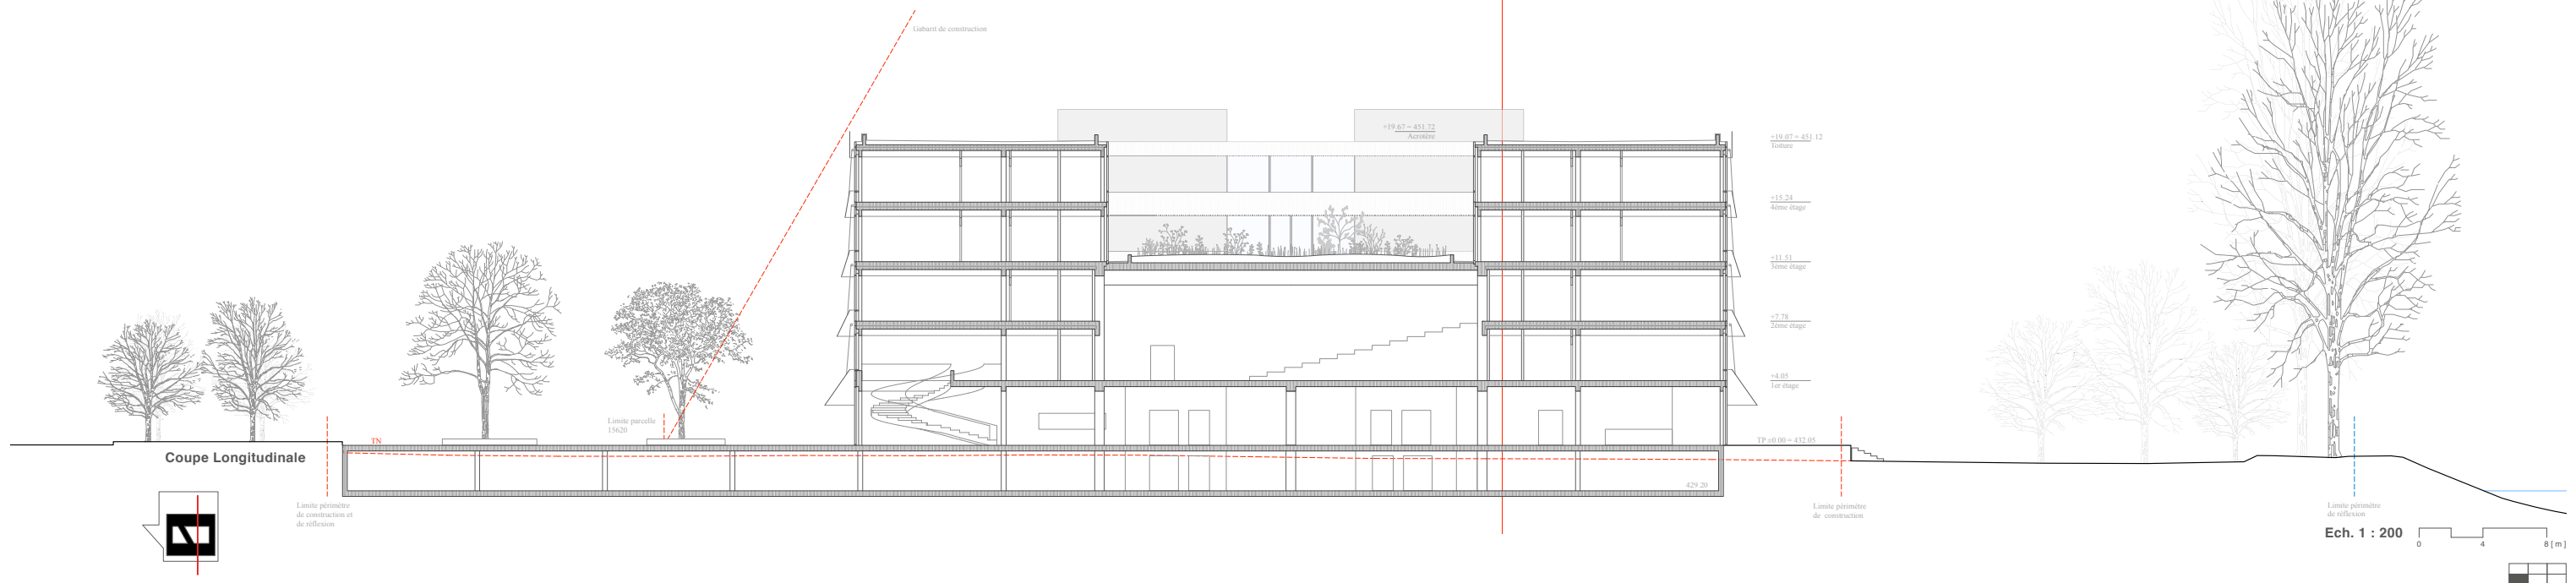 Gabarit de construction
+19.67 = 451.72
Acrotère
+19.07 = 451.12
Toiture
+15.24
4ème étage
+11.51
3ème étage
+7.78
2ème étage
+4.05
1er étage
Limite parcelle
15620
TN
TP ±0.00 = 432.05
Coupe Longitudinale
429.20
Limite périmètre
de construction et
de réflexion
Limite périmètre
de construction
Limite périmètre
de réflexion
Ech. 1 : 200
0 4 8 [ m ]